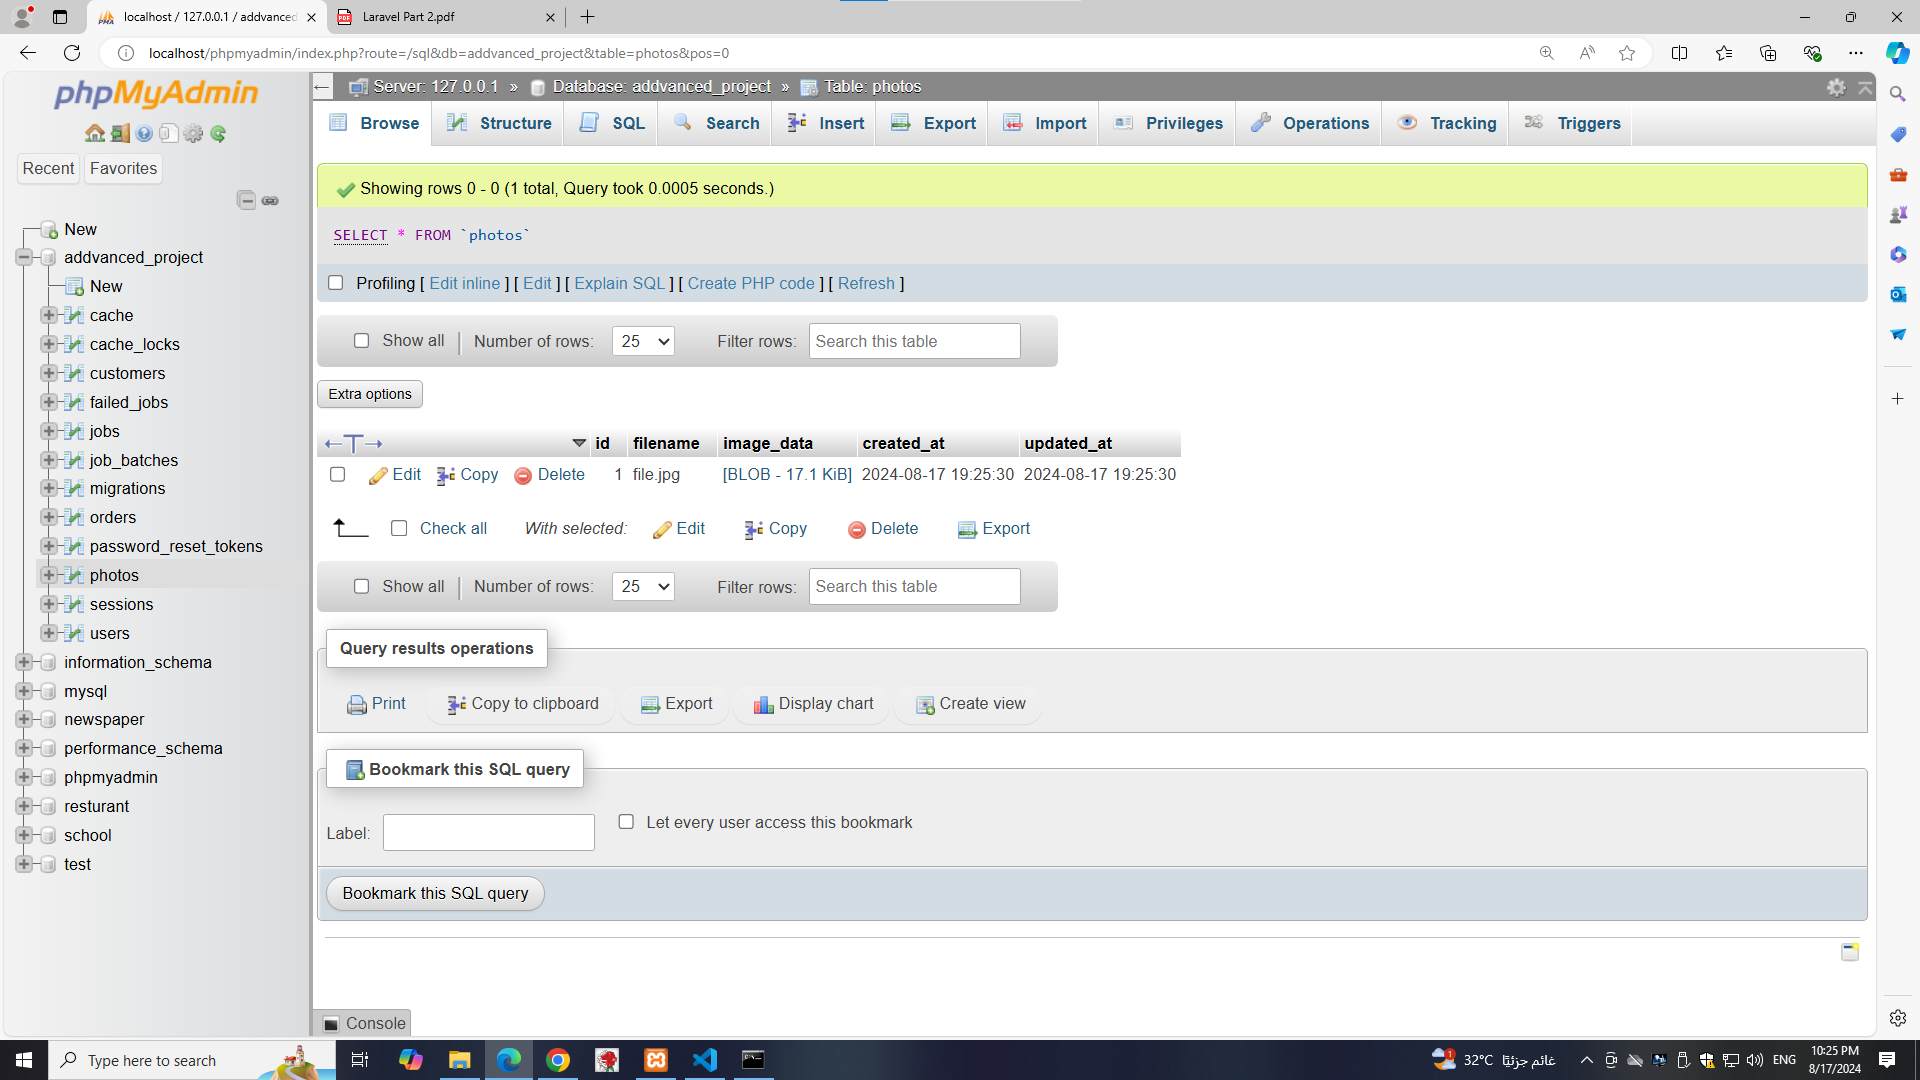 localhost / 127.0.0.1 / addvanced
Laravel Part 2.pdf
localhost/phpmyadmin/index.php?route=/sql&db=addvanced_project&table=photos&pos=0
phpMyAdmin
Server: 127.0.0.1 » Database: addvanced_project » Table: photos
Browse Structure SQL Search Insert Export Import Privileges Operations Tracking Triggers
Recent Favorites
New
addvanced_project
New
cache
cache_locks
customers
failed_jobs
jobs
job_batches
migrations
orders
password_reset_tokens
photos
sessions
users
information_schema
mysql
newspaper
performance_schema
phpmyadmin
resturant
school
test
Showing rows 0 - 0 (1 total, Query took 0.0005 seconds.)
SELECT * FROM `photos`
Profiling [ Edit inline ] [ Edit ] [ Explain SQL ] [ Create PHP code ] [ Refresh ]
Show all Number of rows: 25 Filter rows: Search this table
Extra options
id filename image_data created_at updated_at
Edit Copy Delete 1 file.jpg [BLOB - 17.1 KiB] 2024-08-17 19:25:30 2024-08-17 19:25:30
Check all With selected: Edit Copy Delete Export
Show all Number of rows: 25 Filter rows: Search this table
Query results operations
Print Copy to clipboard Export Display chart Create view
Bookmark this SQL query
Label: Let every user access this bookmark
Bookmark this SQL query
Console
Type here to search
32°C غائم جزئيًا
ENG
10:25 PM
8/17/2024